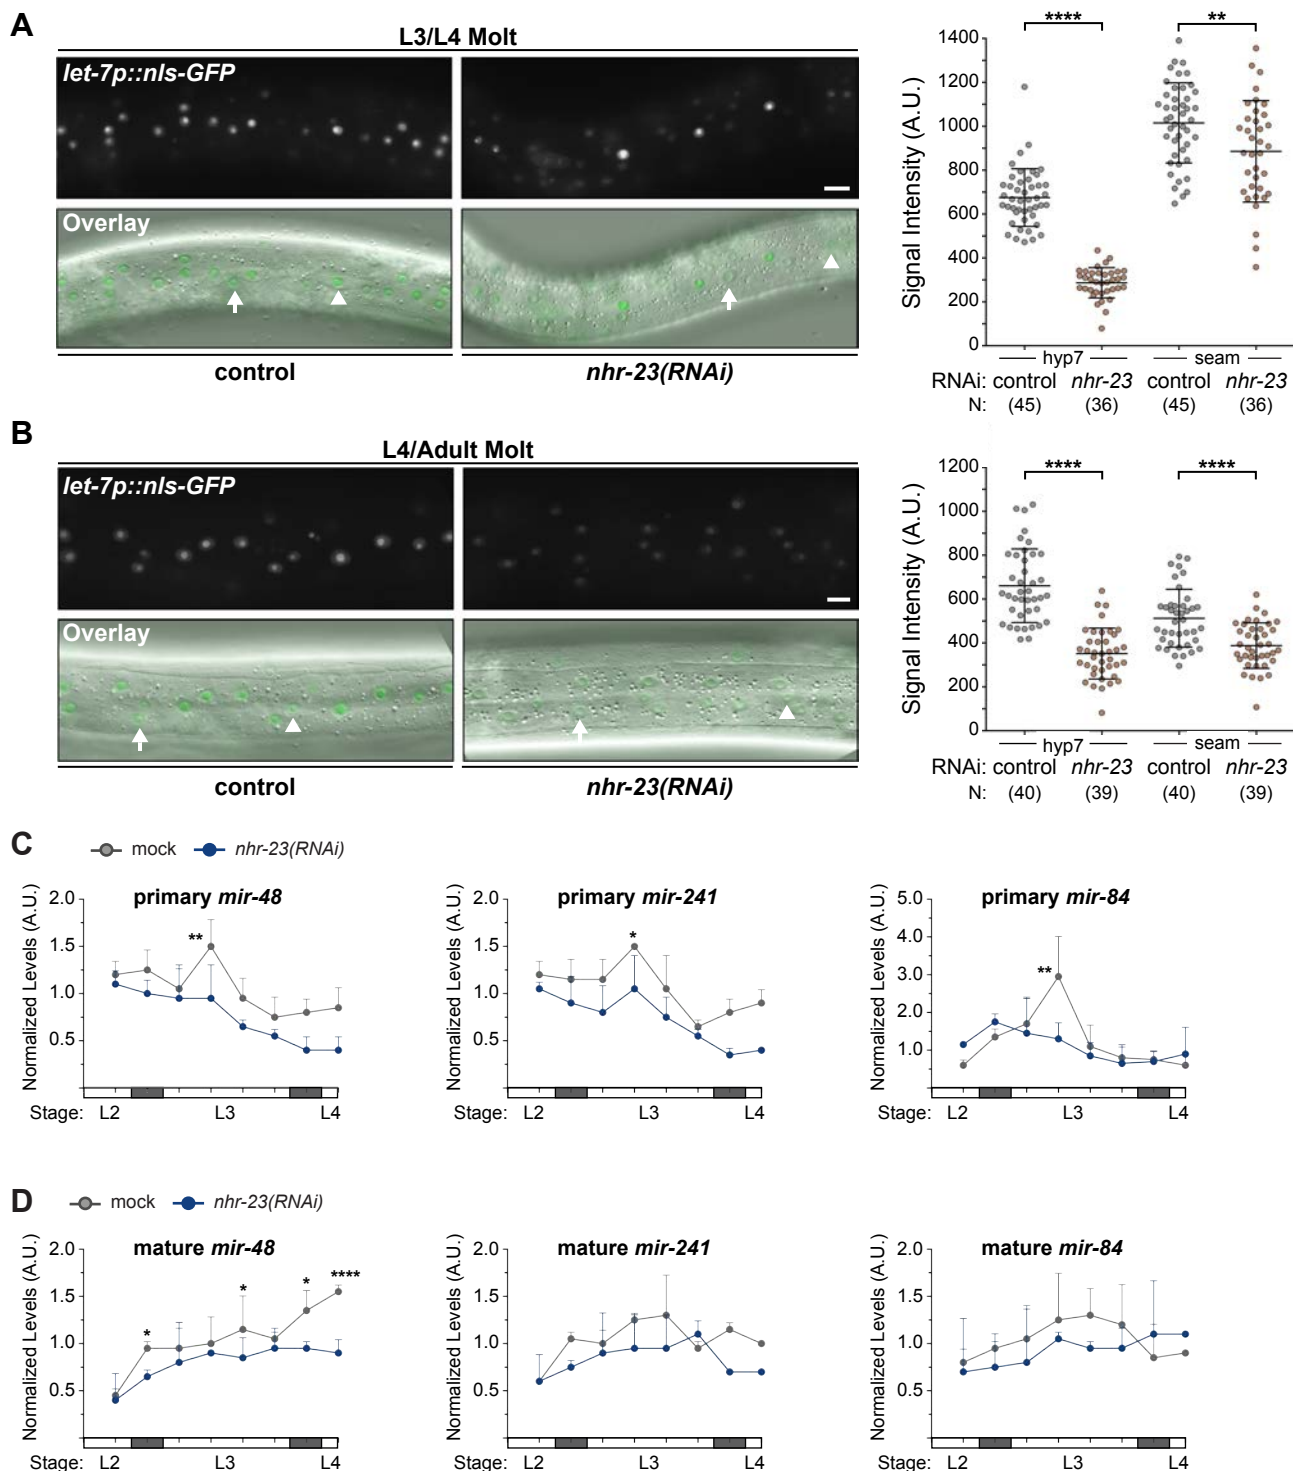 A
L3/L4 Molt
let-7p::nls-GFP
Overlay
control
nhr-23(RNAi)
****
**
Signal Intensity (A.U.)
1400
1200
1000
800
600
400
200
0
hyp7
seam
RNAi: control nhr-23 control nhr-23
N: (45) (36) (45) (36)
B
L4/Adult Molt
let-7p::nls-GFP
Overlay
control
nhr-23(RNAi)
****
****
Signal Intensity (A.U.)
1200
1000
800
600
400
200
0
hyp7
seam
RNAi: control nhr-23 control nhr-23
N: (40) (39) (40) (39)
C
mock
nhr-23(RNAi)
primary mir-48
Normalized Levels (A.U.)
2.0
1.5
1.0
0.5
**
Stage: L2 L3 L4
primary mir-241
Normalized Levels (A.U.)
2.0
1.5
1.0
0.5
*
Stage: L2 L3 L4
primary mir-84
Normalized Levels (A.U.)
5.0
4.0
3.0
2.0
1.0
**
Stage: L2 L3 L4
D
mock
nhr-23(RNAi)
mature mir-48
Normalized Levels (A.U.)
2.0
1.5
1.0
0.5
*
*
*
****
Stage: L2 L3 L4
mature mir-241
Normalized Levels (A.U.)
2.0
1.5
1.0
0.5
Stage: L2 L3 L4
mature mir-84
Normalized Levels (A.U.)
2.0
1.5
1.0
0.5
Stage: L2 L3 L4